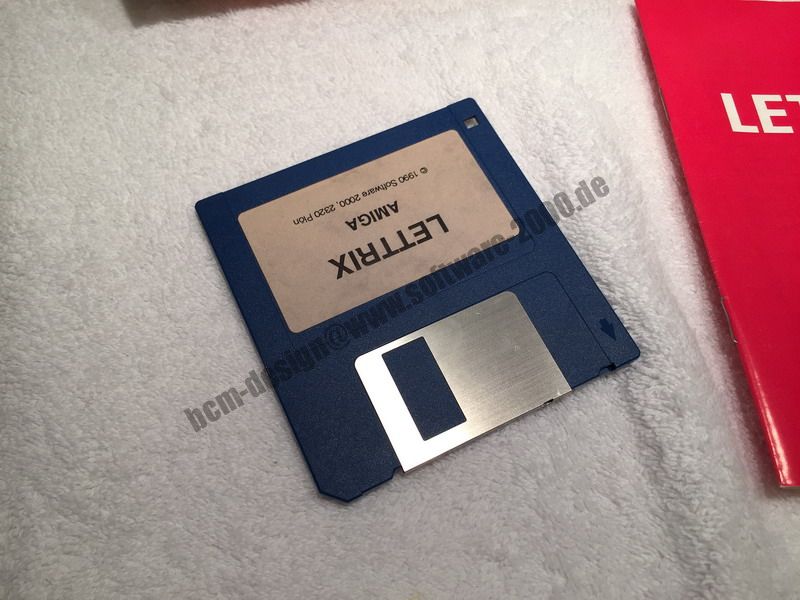 LETTRIX
AMIGA
© 1990 Software 2000, 2320 Plön
LET
bcm-design@www.software-2000.de